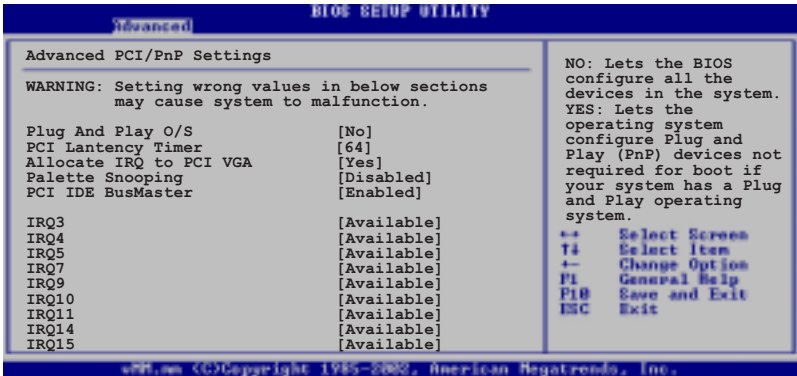 BIOS SETUP UTILITY
Advanced
Advanced PCI/PnP Settings
WARNING: Setting wrong values in below sections
may cause system to malfunction.
Plug And Play O/S [No]
PCI Lantency Timer [64]
Allocate IRQ to PCI VGA [Yes]
Palette Snooping [Disabled]
PCI IDE BusMaster [Enabled]
IRQ3 [Available]
IRQ4 [Available]
IRQ5 [Available]
IRQ7 [Available]
IRQ9 [Available]
IRQ10 [Available]
IRQ11 [Available]
IRQ14 [Available]
IRQ15 [Available]
NO: Lets the BIOS
configure all the
devices in the system.
YES: Lets the
operating system
configure Plug and
Play (PnP) devices not
required for boot if
your system has a Plug
and Play operating
system.
←→ Select Screen
↑↓ Select Item
+- Change Option
F1 General Help
F10 Save and Exit
ESC Exit
vMM.mm (C)Copyright 1985-2002, American Megatrends, Inc.